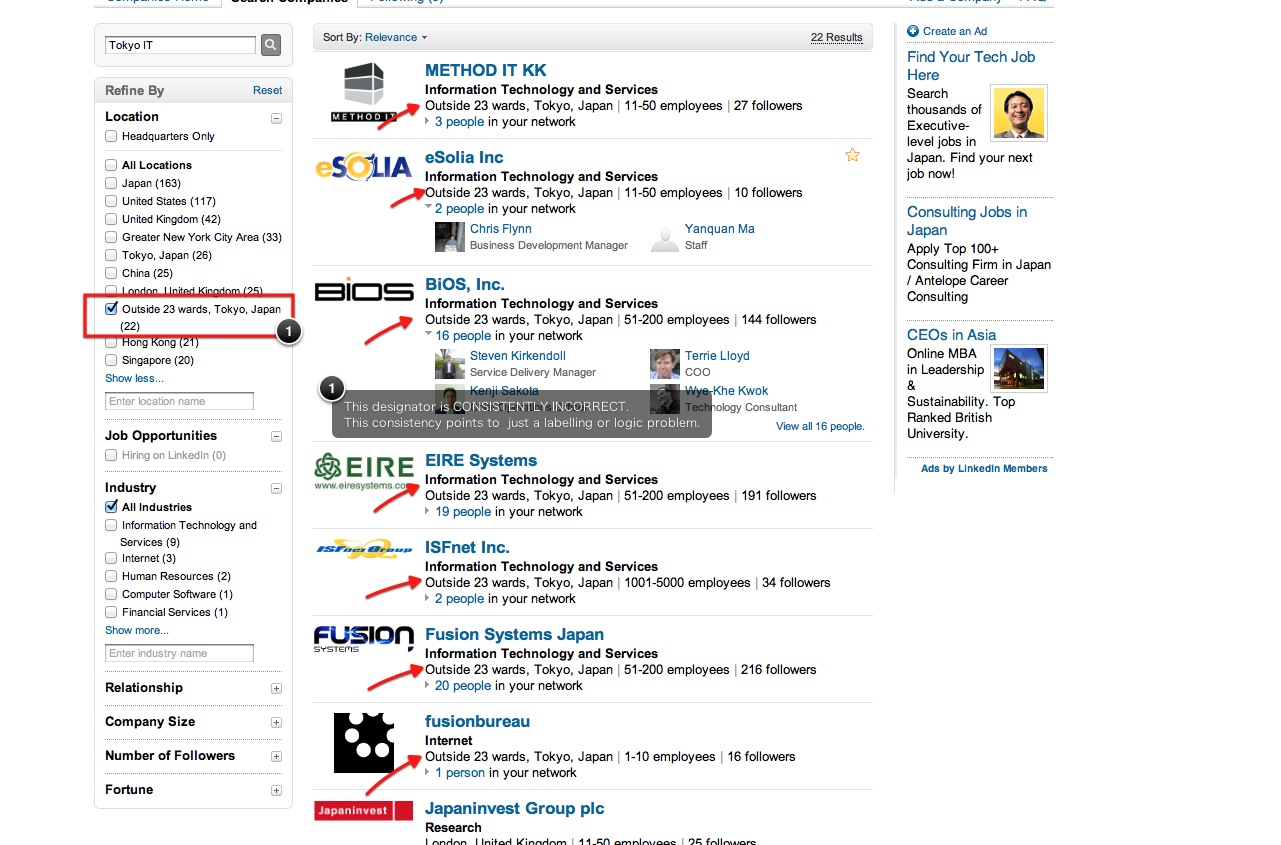 Companies Home Search Companies Following (3)
Add a Company FAQ
Tokyo IT
Refine By Reset
Location
Headquarters Only
All Locations
Japan (163)
United States (117)
United Kingdom (42)
Greater New York City Area (33)
Tokyo, Japan (26)
China (25)
London, United Kingdom (25)
Outside 23 wards, Tokyo, Japan
(22)
1
Hong Kong (21)
Singapore (20)
Show less...
Enter location name
Job Opportunities
Hiring on LinkedIn (0)
Industry
All Industries
Information Technology and
Services (9)
Internet (3)
Human Resources (2)
Computer Software (1)
Financial Services (1)
Show more...
Enter industry name
Relationship
Company Size
Number of Followers
Fortune
Sort By: Relevance
22 Results
METHOD IT
METHOD IT KK
Information Technology and Services
Outside 23 wards, Tokyo, Japan | 11-50 employees | 27 followers
3 people in your network
eSOLIA
eSolia Inc
Information Technology and Services
Outside 23 wards, Tokyo, Japan | 11-50 employees | 10 followers
2 people in your network
Chris Flynn
Business Development Manager
Yanquan Ma
Staff
BiOS
BiOS, Inc.
Information Technology and Services
Outside 23 wards, Tokyo, Japan | 51-200 employees | 144 followers
16 people in your network
Steven Kirkendoll
Service Delivery Manager
Terrie Lloyd
COO
Kenji Sakota
Wye-Khe Kwok
Technology Consultant
1
This designator is CONSISTENTLY INCORRECT.
This consistency points to just a labelling or logic problem.
View all 16 people.
EIRE
www.eiresystems.com
EIRE Systems
Information Technology and Services
Outside 23 wards, Tokyo, Japan | 51-200 employees | 191 followers
19 people in your network
ISFnet Group
ISFnet Inc.
Information Technology and Services
Outside 23 wards, Tokyo, Japan | 1001-5000 employees | 34 followers
2 people in your network
FUSION
SYSTEMS
Fusion Systems Japan
Information Technology and Services
Outside 23 wards, Tokyo, Japan | 51-200 employees | 216 followers
20 people in your network
fusionbureau
Internet
Outside 23 wards, Tokyo, Japan | 1-10 employees | 16 followers
1 person in your network
Japaninvest
Japaninvest Group plc
Research
London, United Kingdom | 11-50 employees | 25 followers
Create an Ad
Find Your Tech Job
Here
Search
thousands of
Executive-
level jobs in
Japan. Find your next
job now!
Consulting Jobs in
Japan
Apply Top 100+
Consulting Firm in Japan
/ Antelope Career
Consulting
CEOs in Asia
Online MBA
in Leadership
&
Sustainability. Top
Ranked British
University.
Ads by LinkedIn Members